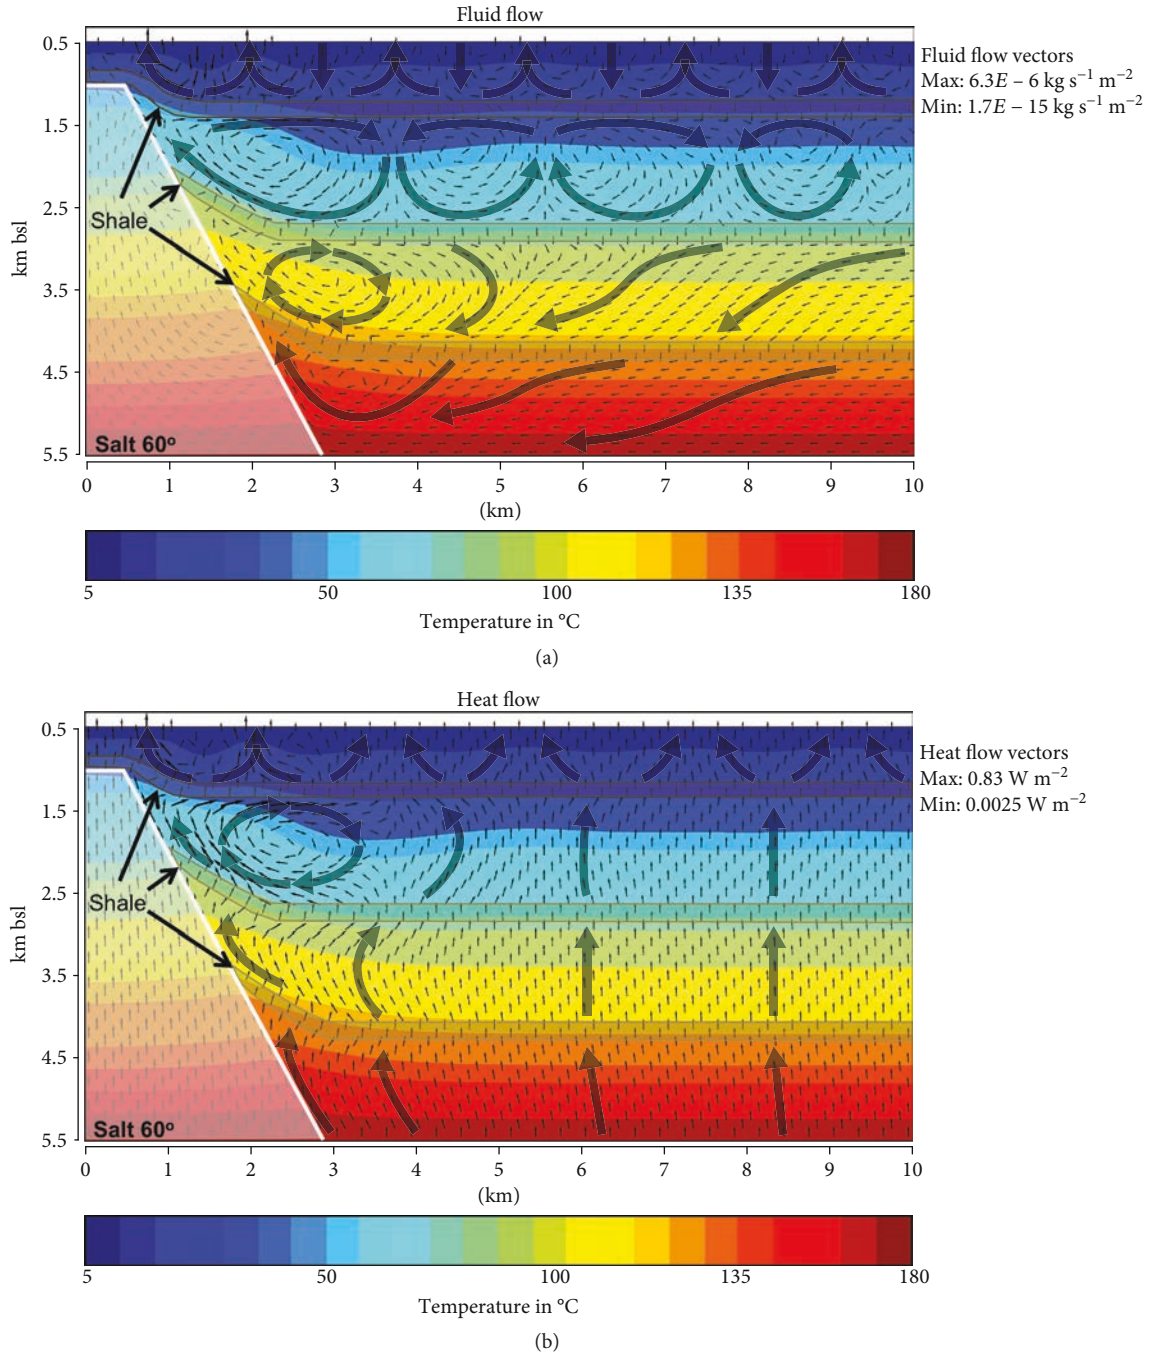 Fluid flow
0.5
1.5
2.5
3.5
4.5
5.5
km bsl
Shale
Salt 60°
0 1 2 3 4 5 6 7 8 9 10
(km)
Fluid flow vectors
Max: 6.3E – 6 kg s⁻¹ m⁻²
Min: 1.7E – 15 kg s⁻¹ m⁻²
5 50 100 135 180
Temperature in °C
(a)
Heat flow
0.5
1.5
2.5
3.5
4.5
5.5
km bsl
Shale
Salt 60°
0 1 2 3 4 5 6 7 8 9 10
(km)
Heat flow vectors
Max: 0.83 W m⁻²
Min: 0.0025 W m⁻²
5 50 100 135 180
Temperature in °C
(b)